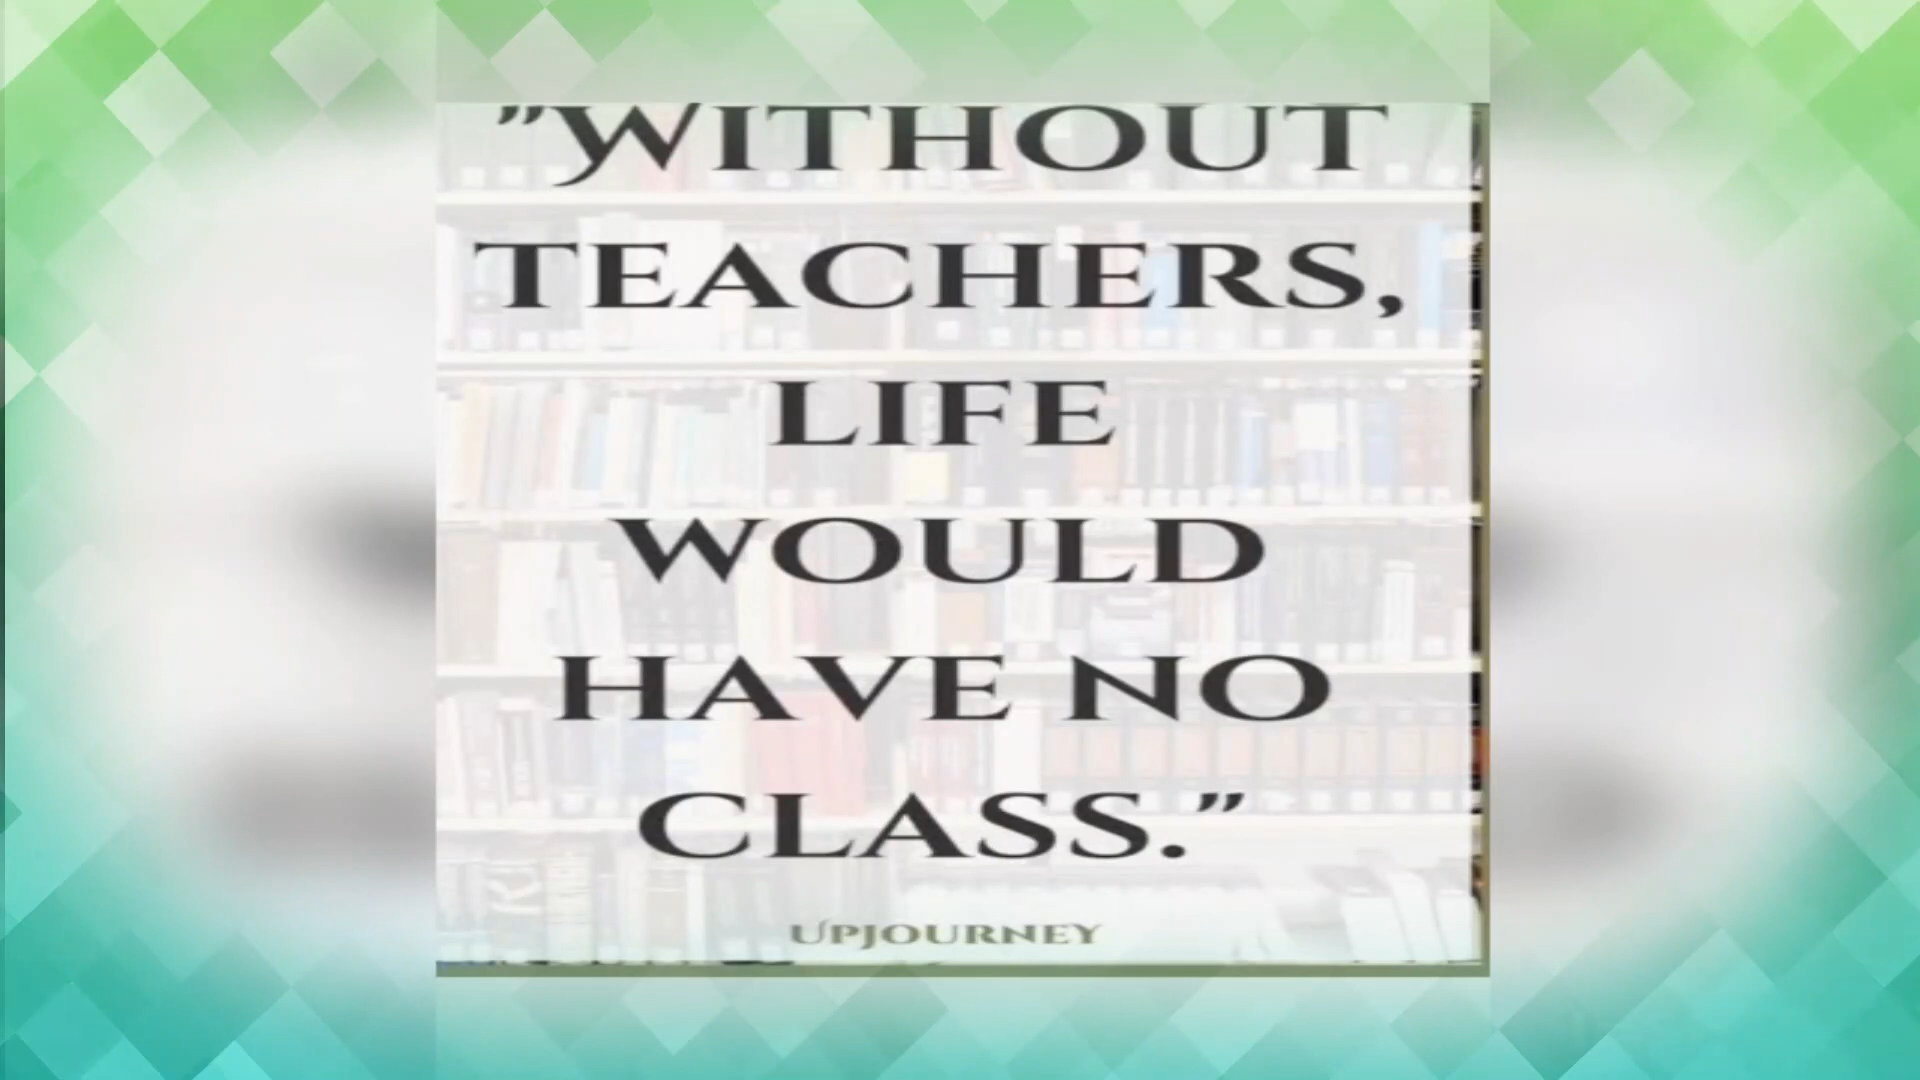 "WITHOUT
TEACHERS,
LIFE
WOULD
HAVE NO
CLASS."
UPJOURNEY